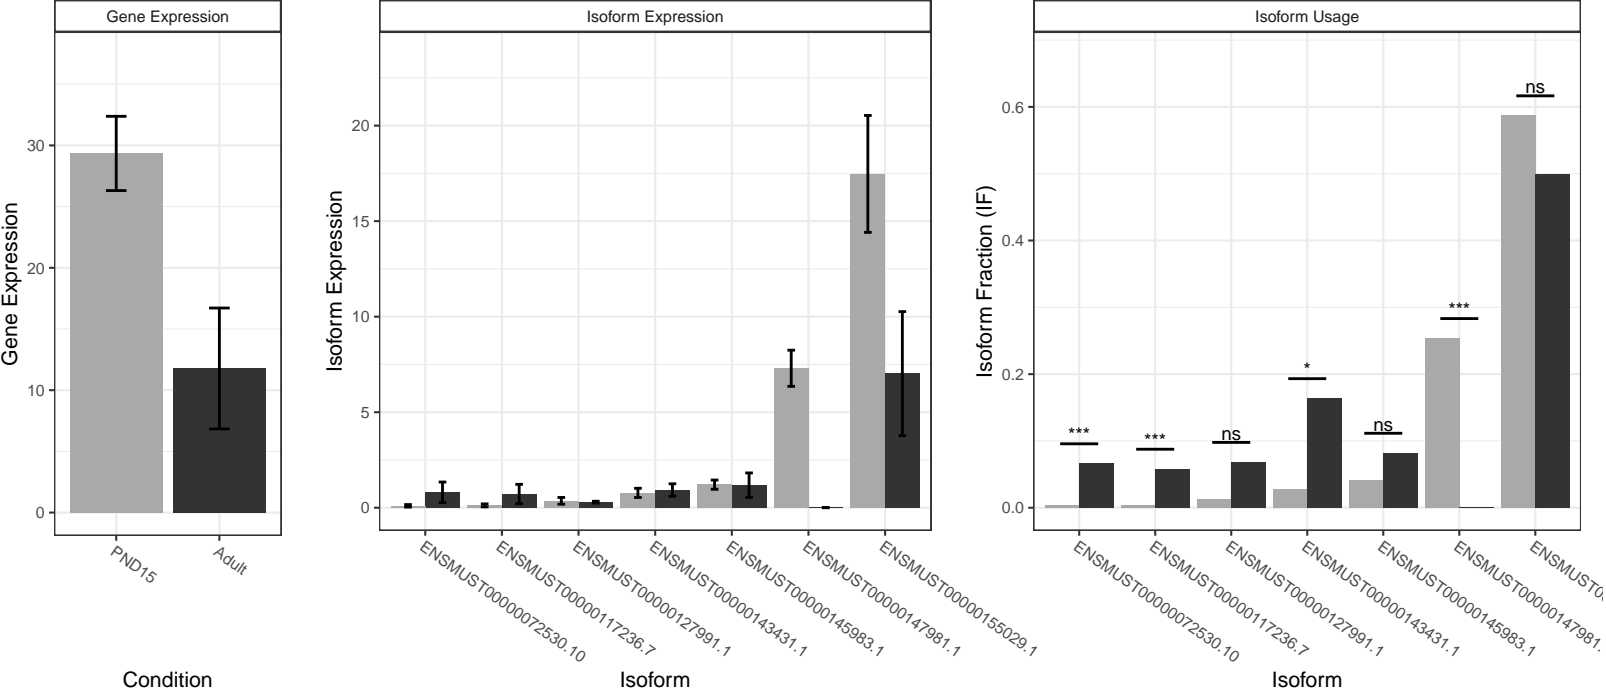 Gene Expression
Gene Expression
0
10
20
30
PND15
Adult
Condition
Isoform Expression
Isoform Expression
0
5
10
15
20
ENSMUST00000072530.10
ENSMUST00000117236.7
ENSMUST00000127991.1
ENSMUST00000143431.1
ENSMUST00000145983.1
ENSMUST00000147981.1
ENSMUST00000155029.1
Isoform
Isoform Usage
Isoform Fraction (IF)
0.0
0.2
0.4
0.6
***
***
ns
*
ns
***
ns
ENSMUST00000072530.10
ENSMUST00000117236.7
ENSMUST00000127991.1
ENSMUST00000143431.1
ENSMUST00000145983.1
ENSMUST00000147981.
Isoform